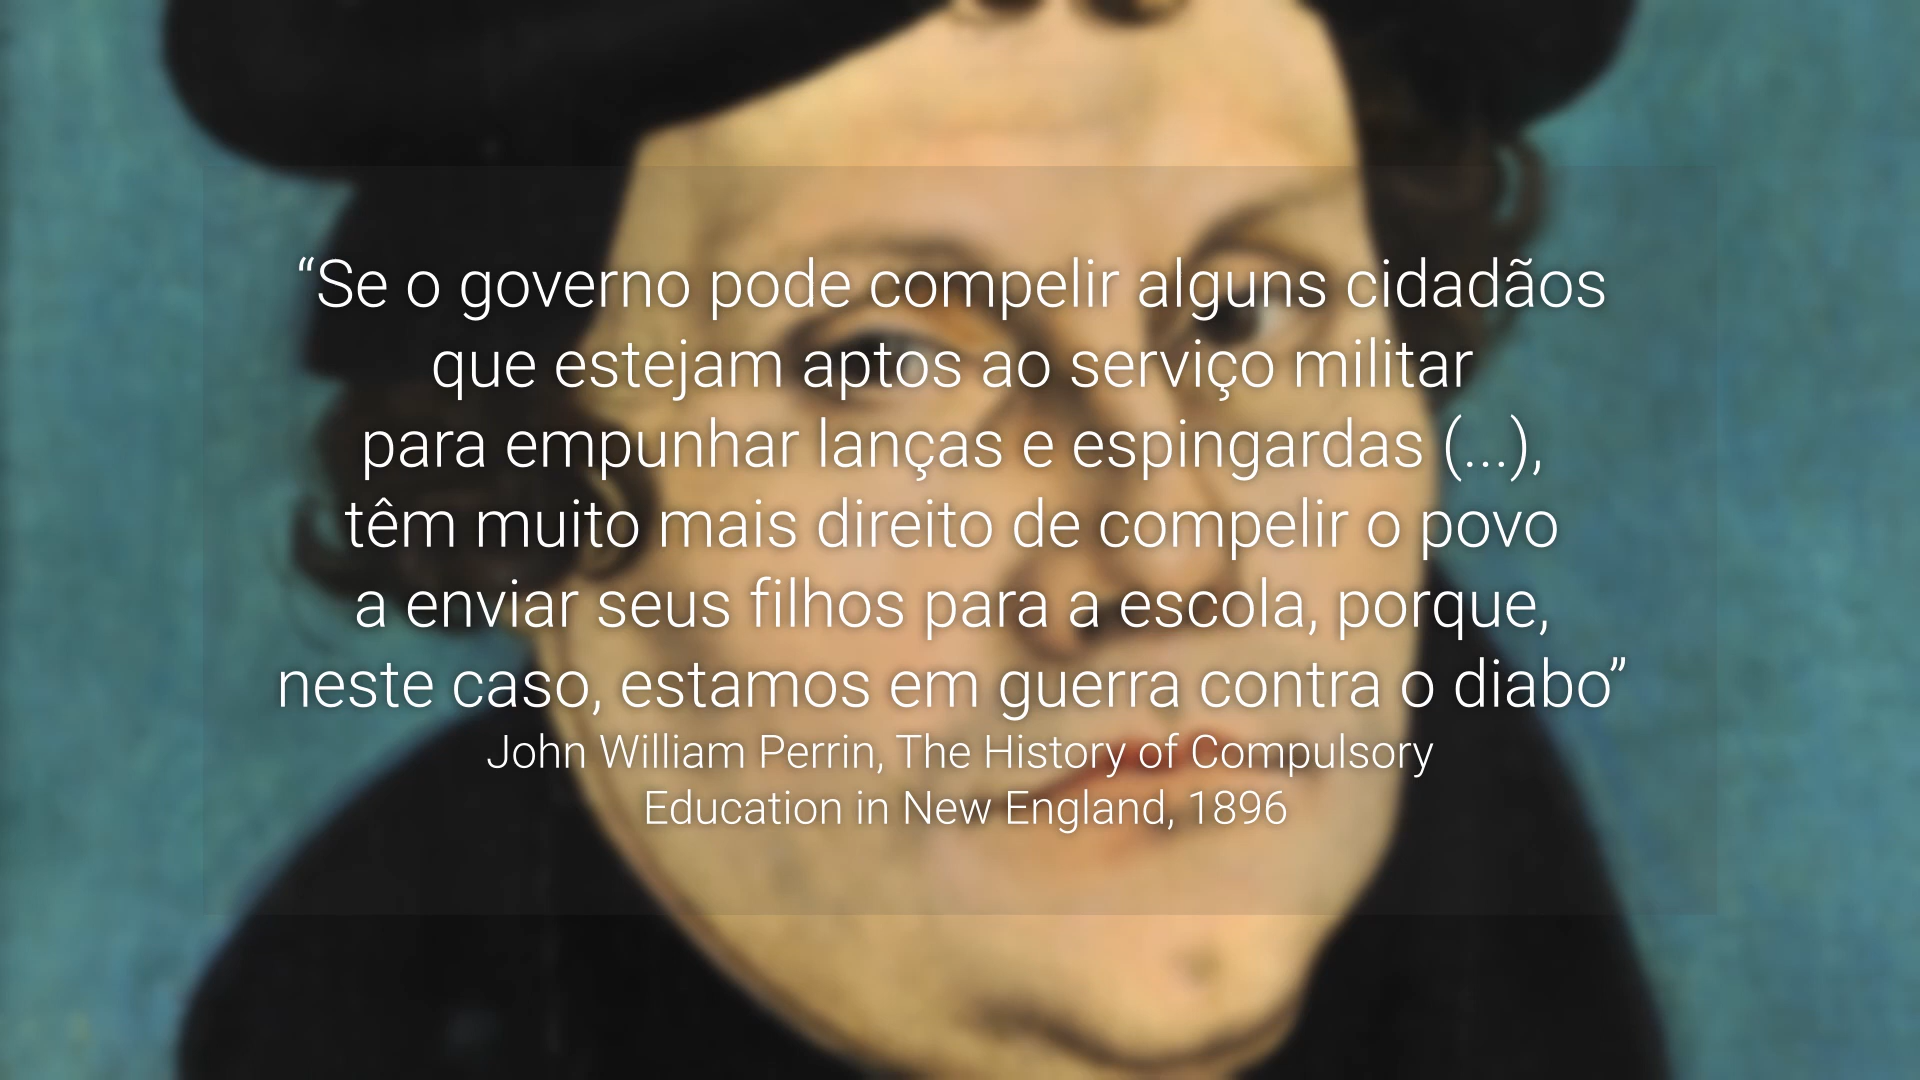 “Se o governo pode compelir alguns cidadãos
que estejam aptos ao serviço militar
para empunhar lanças e espingardas (...),
têm muito mais direito de compelir o povo
a enviar seus filhos para a escola, porque,
neste caso, estamos em guerra contra o diabo”
John William Perrin, The History of Compulsory
Education in New England, 1896